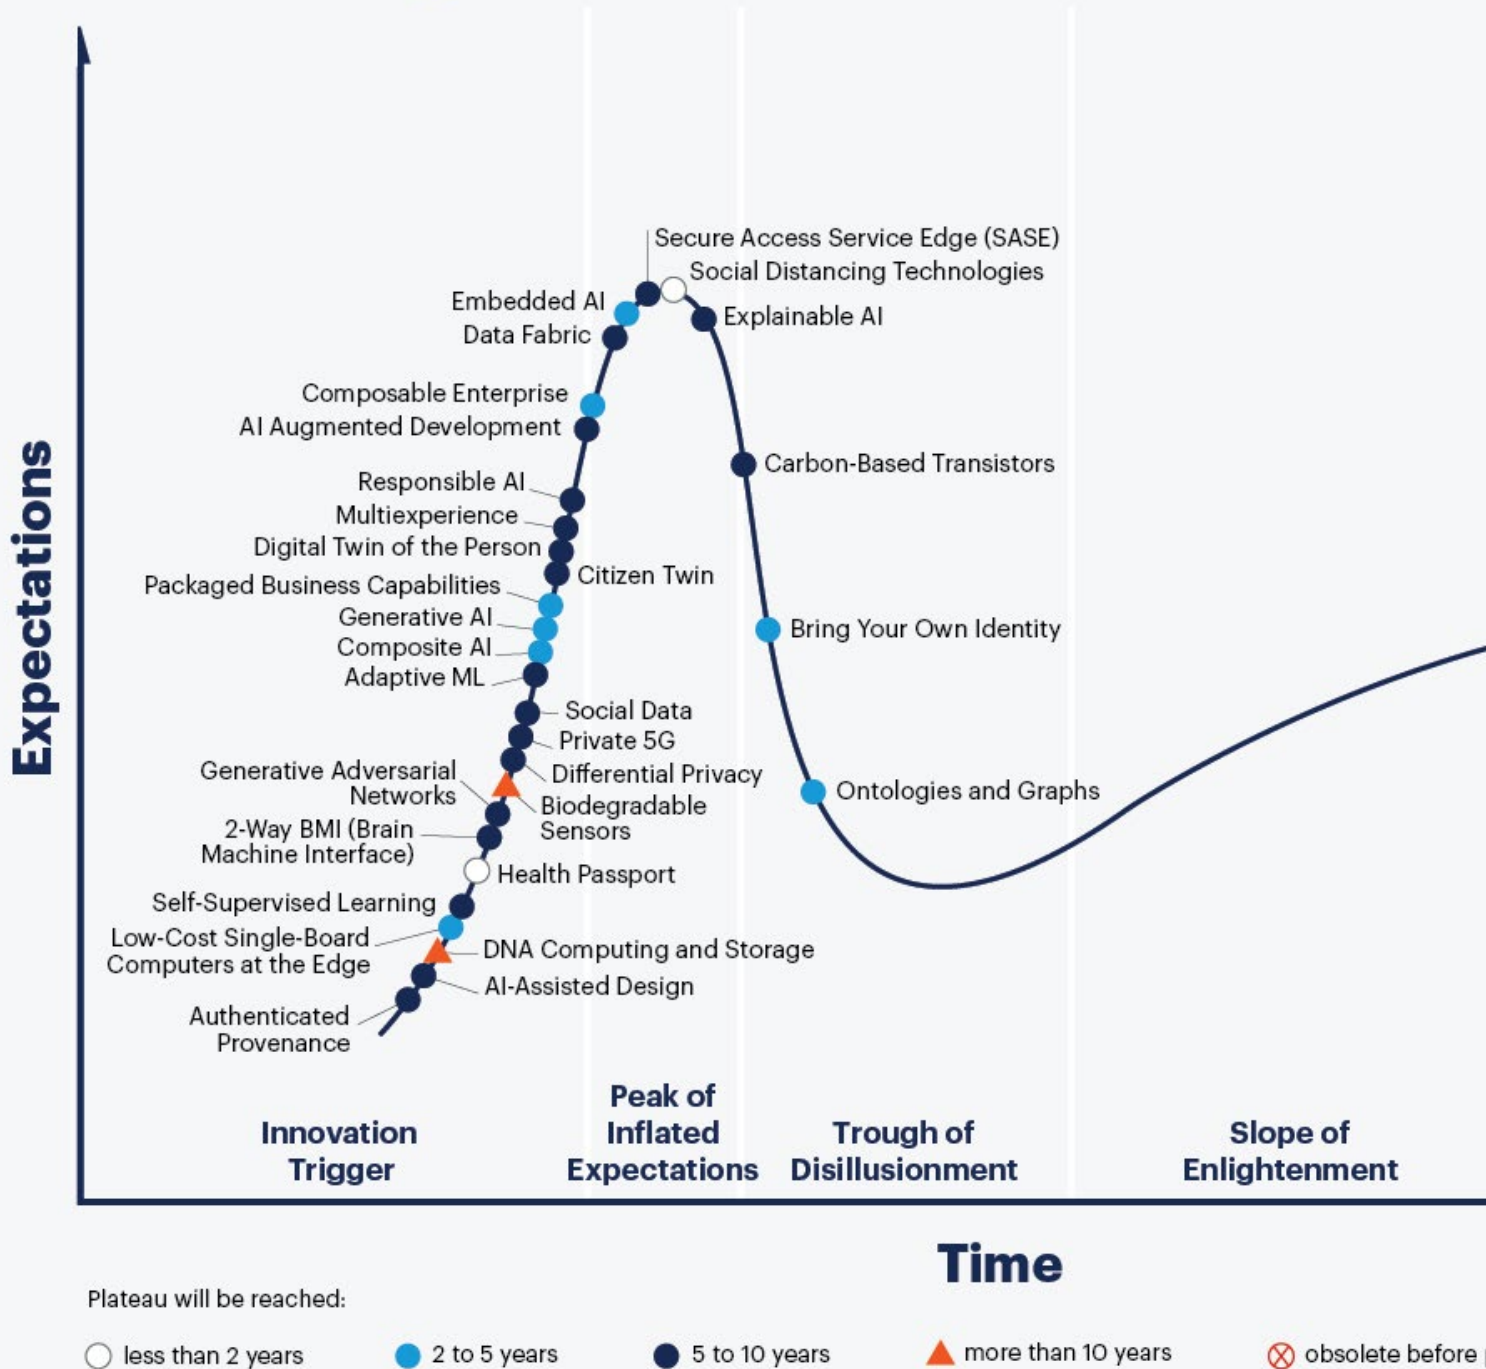 Secure Access Service Edge (SASE)
Social Distancing Technologies
Embedded AI
Explainable AI
Data Fabric
Composable Enterprise
AI Augmented Development
Carbon-Based Transistors
Responsible AI
Multiexperience
Digital Twin of the Person
Citizen Twin
Packaged Business Capabilities
Generative AI
Bring Your Own Identity
Composite AI
Adaptive ML
Social Data
Private 5G
Generative Adversarial
Networks
Differential Privacy
Biodegradable
Sensors
Ontologies and Graphs
2-Way BMI (Brain
Machine Interface)
Health Passport
Self-Supervised Learning
Low-Cost Single-Board
Computers at the Edge
DNA Computing and Storage
AI-Assisted Design
Authenticated
Provenance
Expectations
Innovation
Trigger
Peak of
Inflated
Expectations
Trough of
Disillusionment
Slope of
Enlightenment
Time
Plateau will be reached:
less than 2 years
2 to 5 years
5 to 10 years
more than 10 years
obsolete before